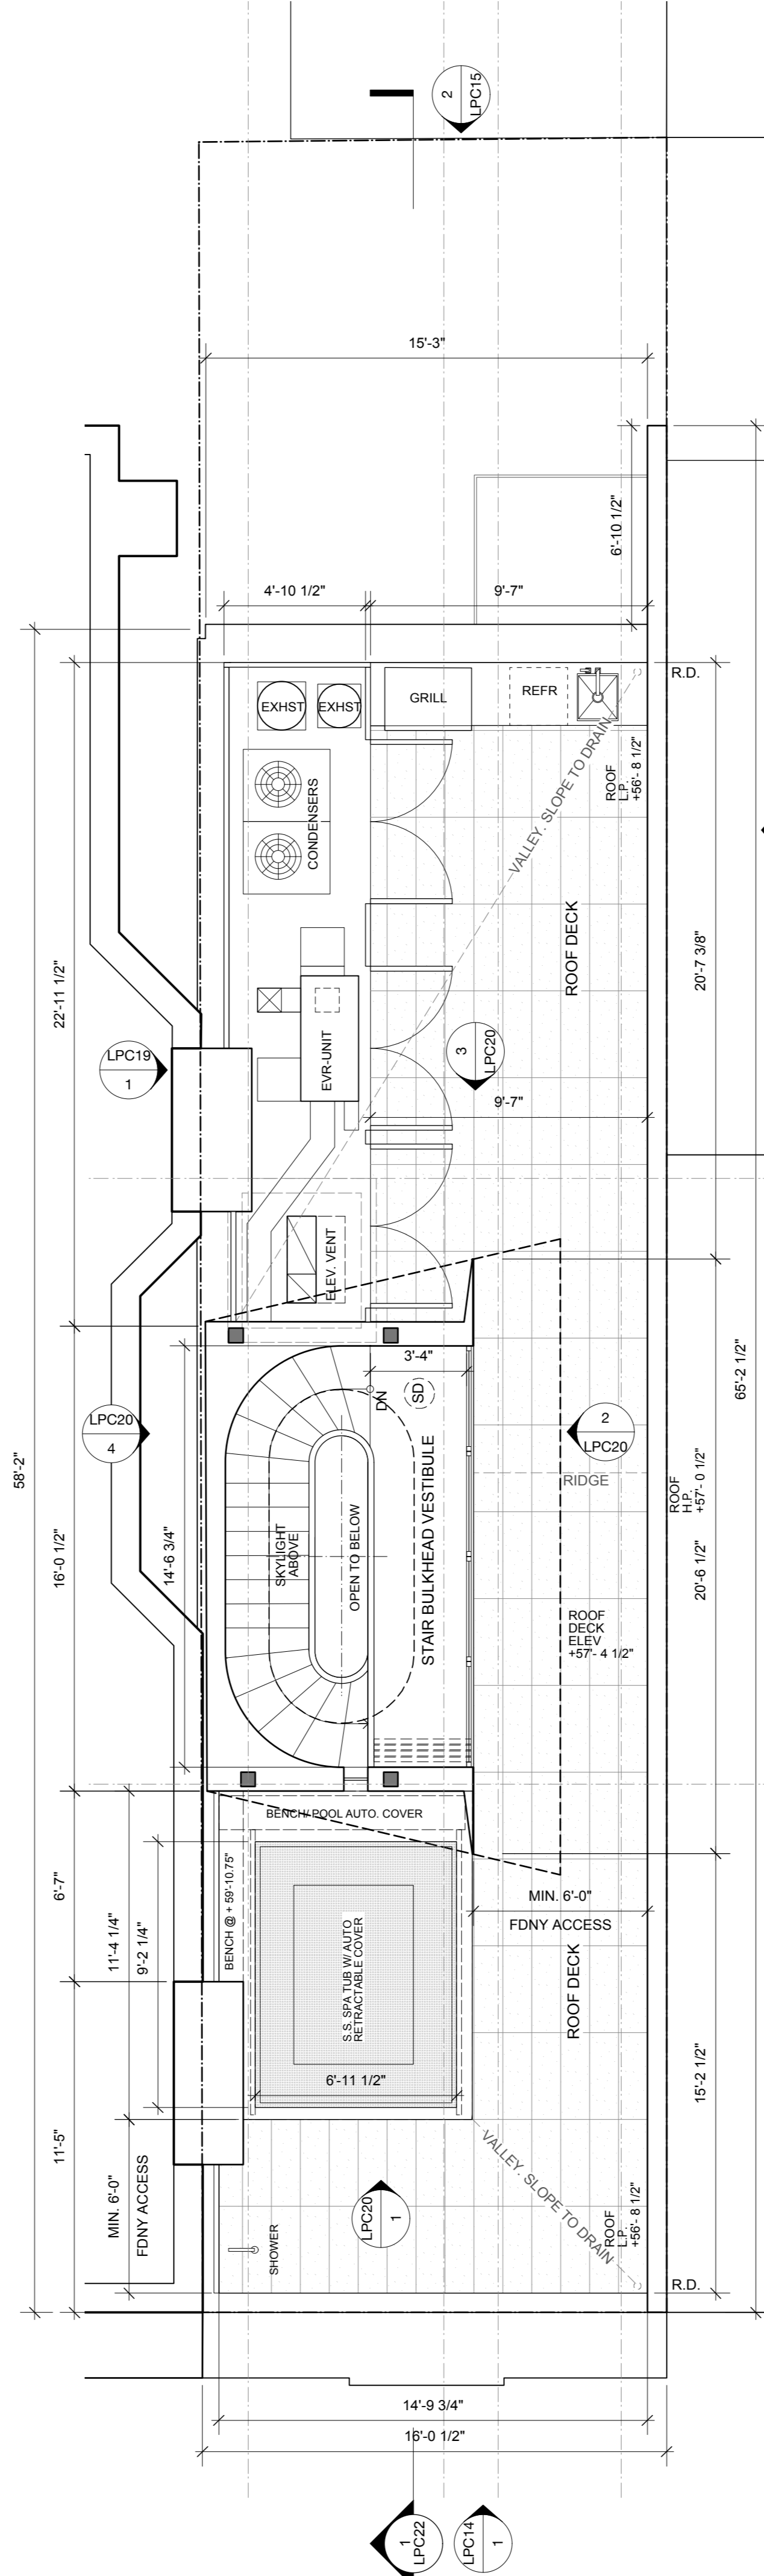 2
LPC15
15'-3"
6'-10 1/2"
4'-10 1/2"
9'-7"
EXHST
EXHST
GRILL
REFR
R.D.
CONDENSERS
VALLEY. SLOPE TO DRAIN
ROOF
L.P.
+56'- 8 1/2"
ROOF DECK
22'-11 1/2"
20'-7 3/8"
LPC19
1
EVR-UNIT
3
LPC20
9'-7"
ELEV. VENT
65'-2 1/2"
3'-4"
DN
SD
LPC20
4
2
LPC20
58'-2"
RIDGE
ROOF
H.P.
+57'- 0 1/2"
16'-0 1/2"
14'-6 3/4"
SKYLIGHT
ABOVE
OPEN TO BELOW
STAIR BULKHEAD VESTIBULE
20'-6 1/2"
ROOF
DECK
ELEV
+57'- 4 1/2"
BENCH/ POOL AUTO. COVER
6'-7"
11'-4 1/4"
9'-2 1/4"
BENCH @ + 59'-10.75"
MIN. 6'-0"
FDNY ACCESS
S.S. SPA TUB W/ AUTO
RETRACTABLE COVER
ROOF DECK
6'-11 1/2"
15'-2 1/2"
11'-5"
MIN. 6'-0"
FDNY ACCESS
VALLEY. SLOPE TO DRAIN
LPC20
1
SHOWER
ROOF
L.P.
+56'- 8 1/2"
R.D.
14'-9 3/4"
16'-0 1/2"
1
LPC22
LPC14
1